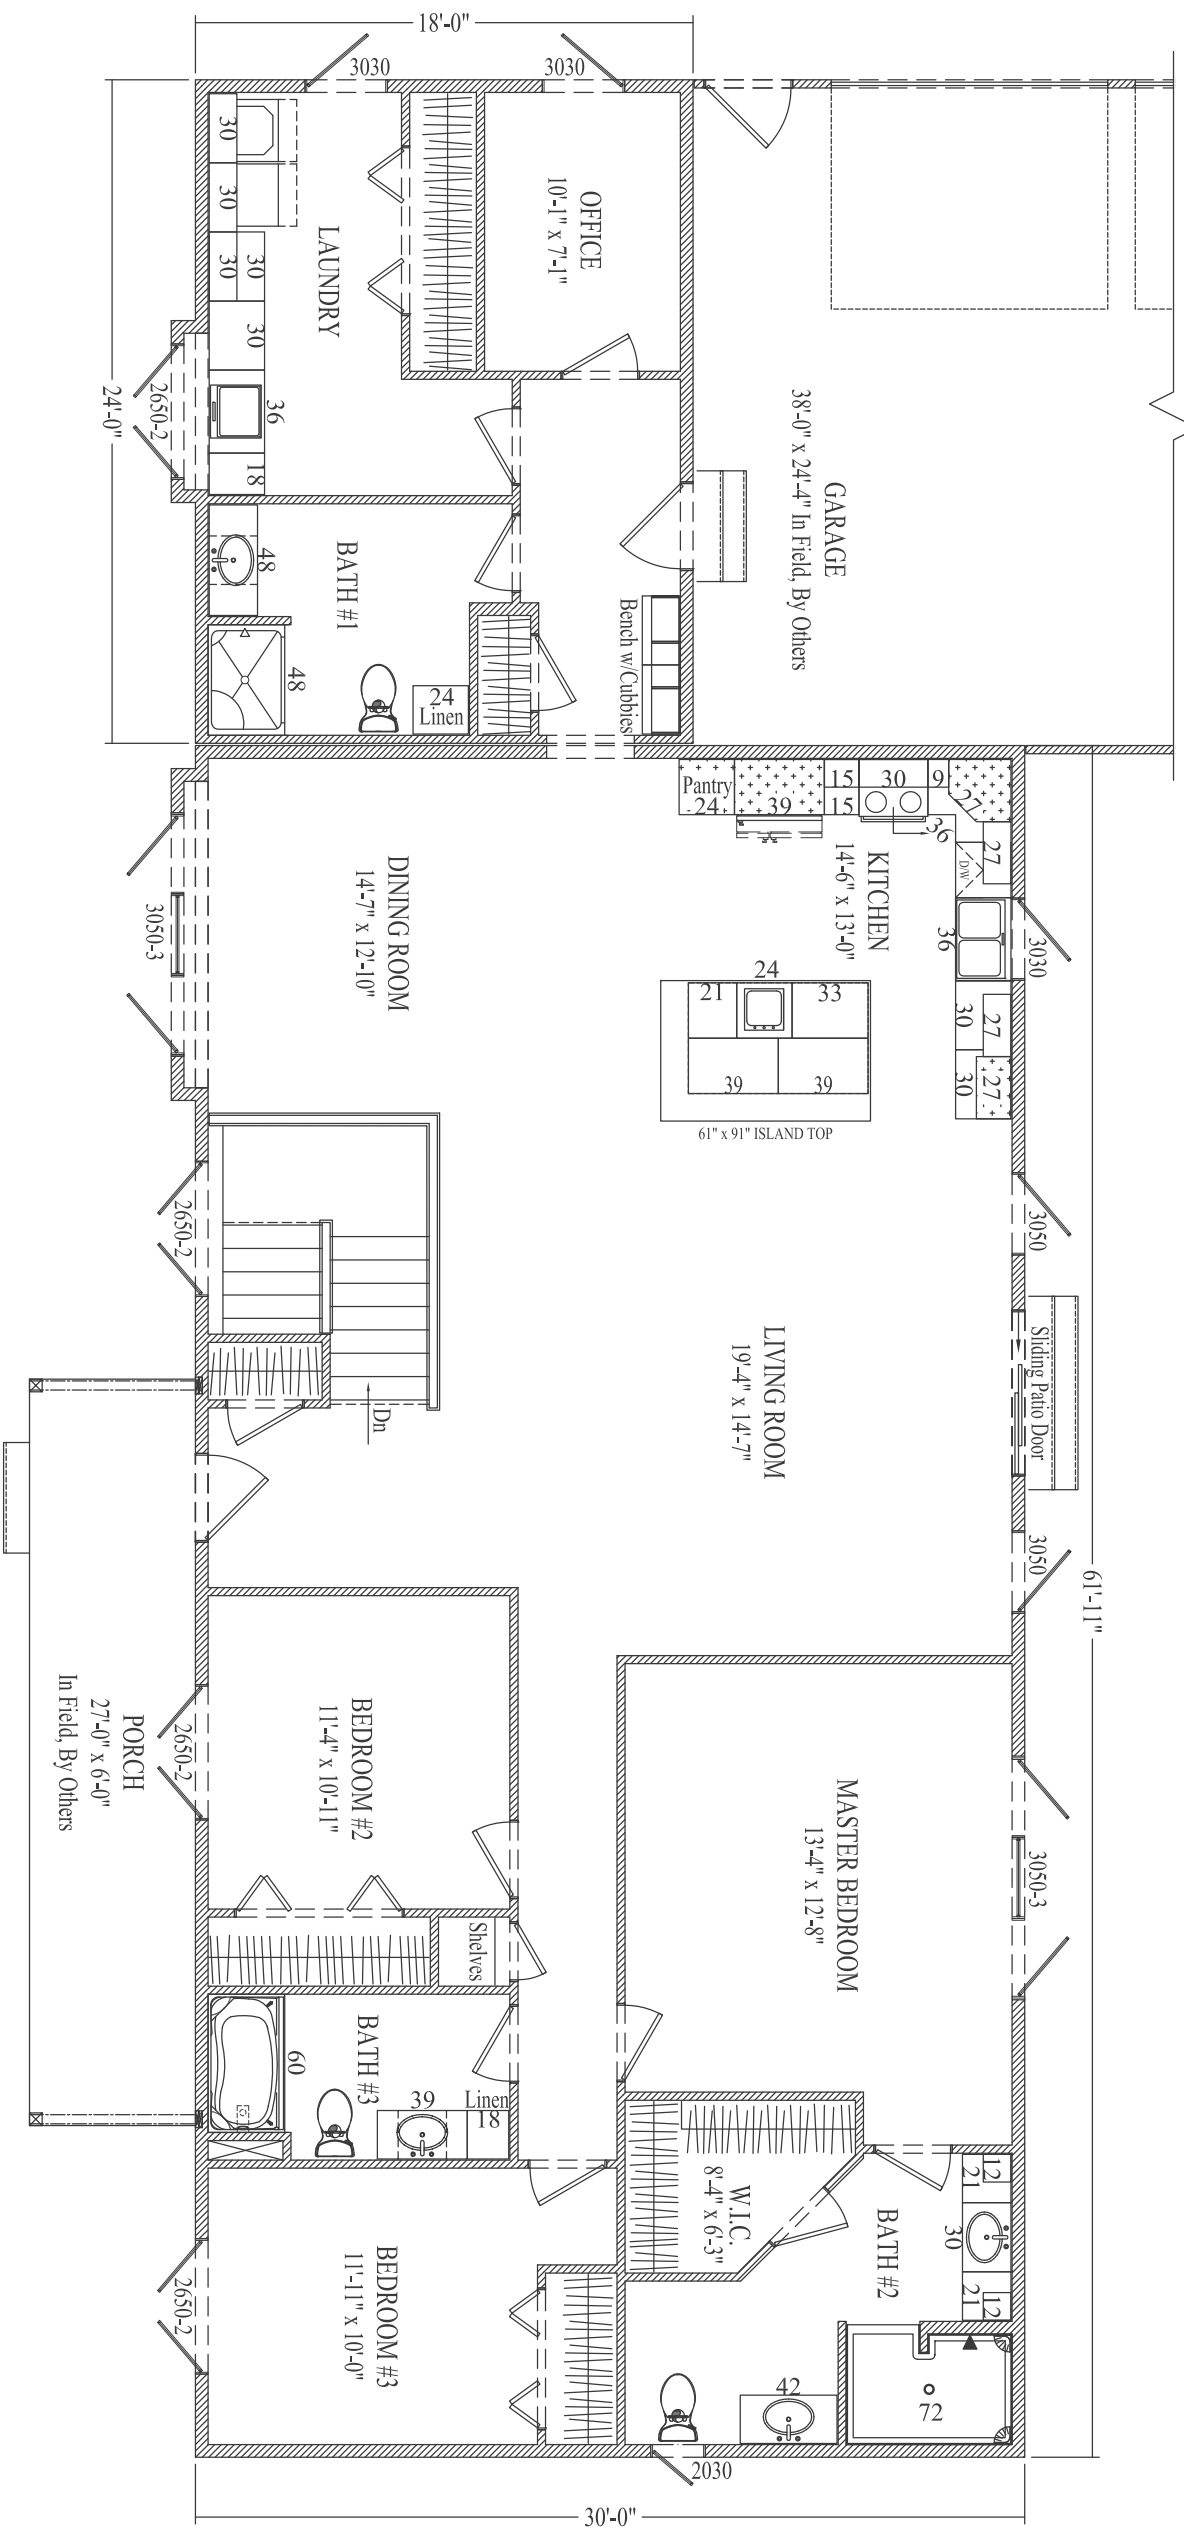 18'-0"
3030
3030
24'-0"
30
30
30
30
30
36
18
LAUNDRY
OFFICE
10'-1" x 7'-1"
2650-2
GARAGE
38'-0" x 24'-4" In Field, By Others
48
BATH #1
48
24
Linen
Bench w/Cubbies
Pantry
24
39
15
15
30
9
27
36
27
D/W
KITCHEN
14'-6" x 13'-0"
36
3030
DINING ROOM
14'-7" x 12'-10"
3050-3
24
21
33
39
39
61" x 91" ISLAND TOP
30
27
30
27
3050
2650-2
Sliding Patio Door
LIVING ROOM
19'-4" x 14'-7"
Dn
3050
61'-11"
PORCH
27'-0" x 6'-0"
In Field, By Others
2650-2
BEDROOM #2
11'-4" x 10'-11"
MASTER BEDROOM
13'-4" x 12'-8"
3050-3
Shelves
BATH #3
60
39
Linen
18
W.I.C.
8'-4" x 6'-3"
BATH #2
12
21
30
21
12
2650-2
BEDROOM #3
11'-11" x 10'-0"
42
72
2030
30'-0"